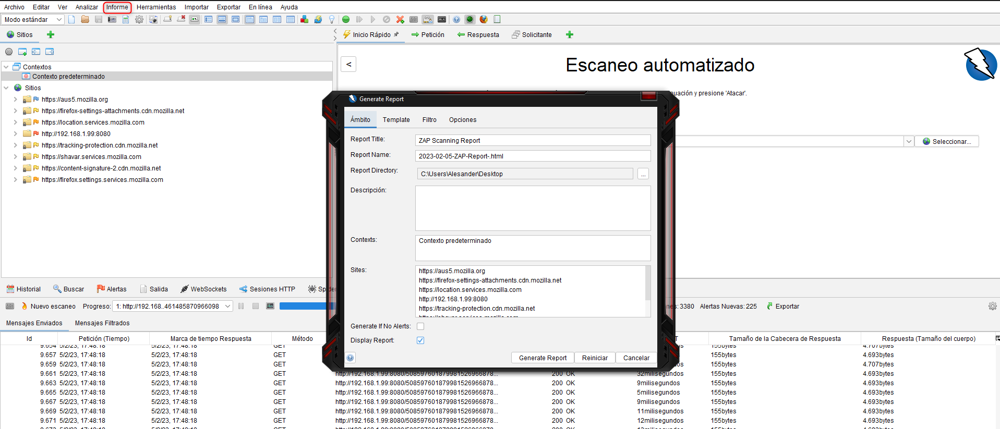 Archivo Editar Ver Analizar Informe Herramientas Importar Exportar En línea Ayuda
Modo estándar
Sitios
Inicio Rápido Petición Respuesta Solicitante
<
Escaneo automatizado
Contextos
Contexto predeterminado
Sitios
https://aus5.mozilla.org
https://firefox-settings-attachments.cdn.mozilla.net
https://location.services.mozilla.com
http://192.168.1.99:8080
https://tracking-protection.cdn.mozilla.net
https://shavar.services.mozilla.com
https://content-signature-2.cdn.mozilla.net
https://firefox.settings.services.mozilla.com
uación y presione 'Atacar'.
Seleccionar...
Generate Report
Ámbito Template Filtro Opciones
Report Title: ZAP Scanning Report
Report Name: 2023-02-05-ZAP-Report-.html
Report Directory: C:\Users\Alesander\Desktop ...
Descripción:
Contexts: Contexto predeterminado
Sites: https://aus5.mozilla.org
https://firefox-settings-attachments.cdn.mozilla.net
https://location.services.mozilla.com
http://192.168.1.99:8080
https://tracking-protection.cdn.mozilla.net
https://shavar.services.mozilla.com
Generate If No Alerts:
Display Report:
Generate Report Reiniciar Cancelar
Historial Buscar Alertas Salida WebSockets Sesiones HTTP Spider
Nuevo escaneo Progreso: 1: http://192.168..461485870966098 nes: 3380 Alertas Nuevas: 225 Exportar
Mensajes Enviados Mensajes Filtrados
Id Petición (Tiempo) Marca de tiempo Respuesta Método T Tamaño de la Cabecera de Respuesta Respuesta (Tamaño del cuerpo)
9.654 5/2/23, 17:48:18 5/2/23, 17:48:18 GET os 155bytes 4.707bytes
9.657 5/2/23, 17:48:18 5/2/23, 17:48:18 GET os 155bytes 4.693bytes
9.659 5/2/23, 17:48:18 5/2/23, 17:48:18 GET os 155bytes 4.707bytes
9.661 5/2/23, 17:48:18 5/2/23, 17:48:18 GET http://192.168.1.99:8080/5085976018799815269668​78... 200 OK 32milisegundos 155bytes 4.693bytes
9.663 5/2/23, 17:48:18 5/2/23, 17:48:18 GET http://192.168.1.99:8080/508597601879981526966878... 200 OK 9milisegundos 155bytes 4.693bytes
9.665 5/2/23, 17:48:18 5/2/23, 17:48:18 GET http://192.168.1.99:8080/508597601879981526966878... 200 OK 5milisegundos 155bytes 4.693bytes
9.667 5/2/23, 17:48:18 5/2/23, 17:48:18 GET http://192.168.1.99:8080/508597601879981526966878... 200 OK 9milisegundos 155bytes 4.693bytes
9.669 5/2/23, 17:48:18 5/2/23, 17:48:18 GET http://192.168.1.99:8080/508597601879981526966878... 200 OK 11milisegundos 155bytes 4.693bytes
9.671 5/2/23, 17:48:18 5/2/23, 17:48:18 GET http://192.168.1.99:8080/508597601879981526966878... 200 OK 12milisegundos 155bytes 4.693bytes